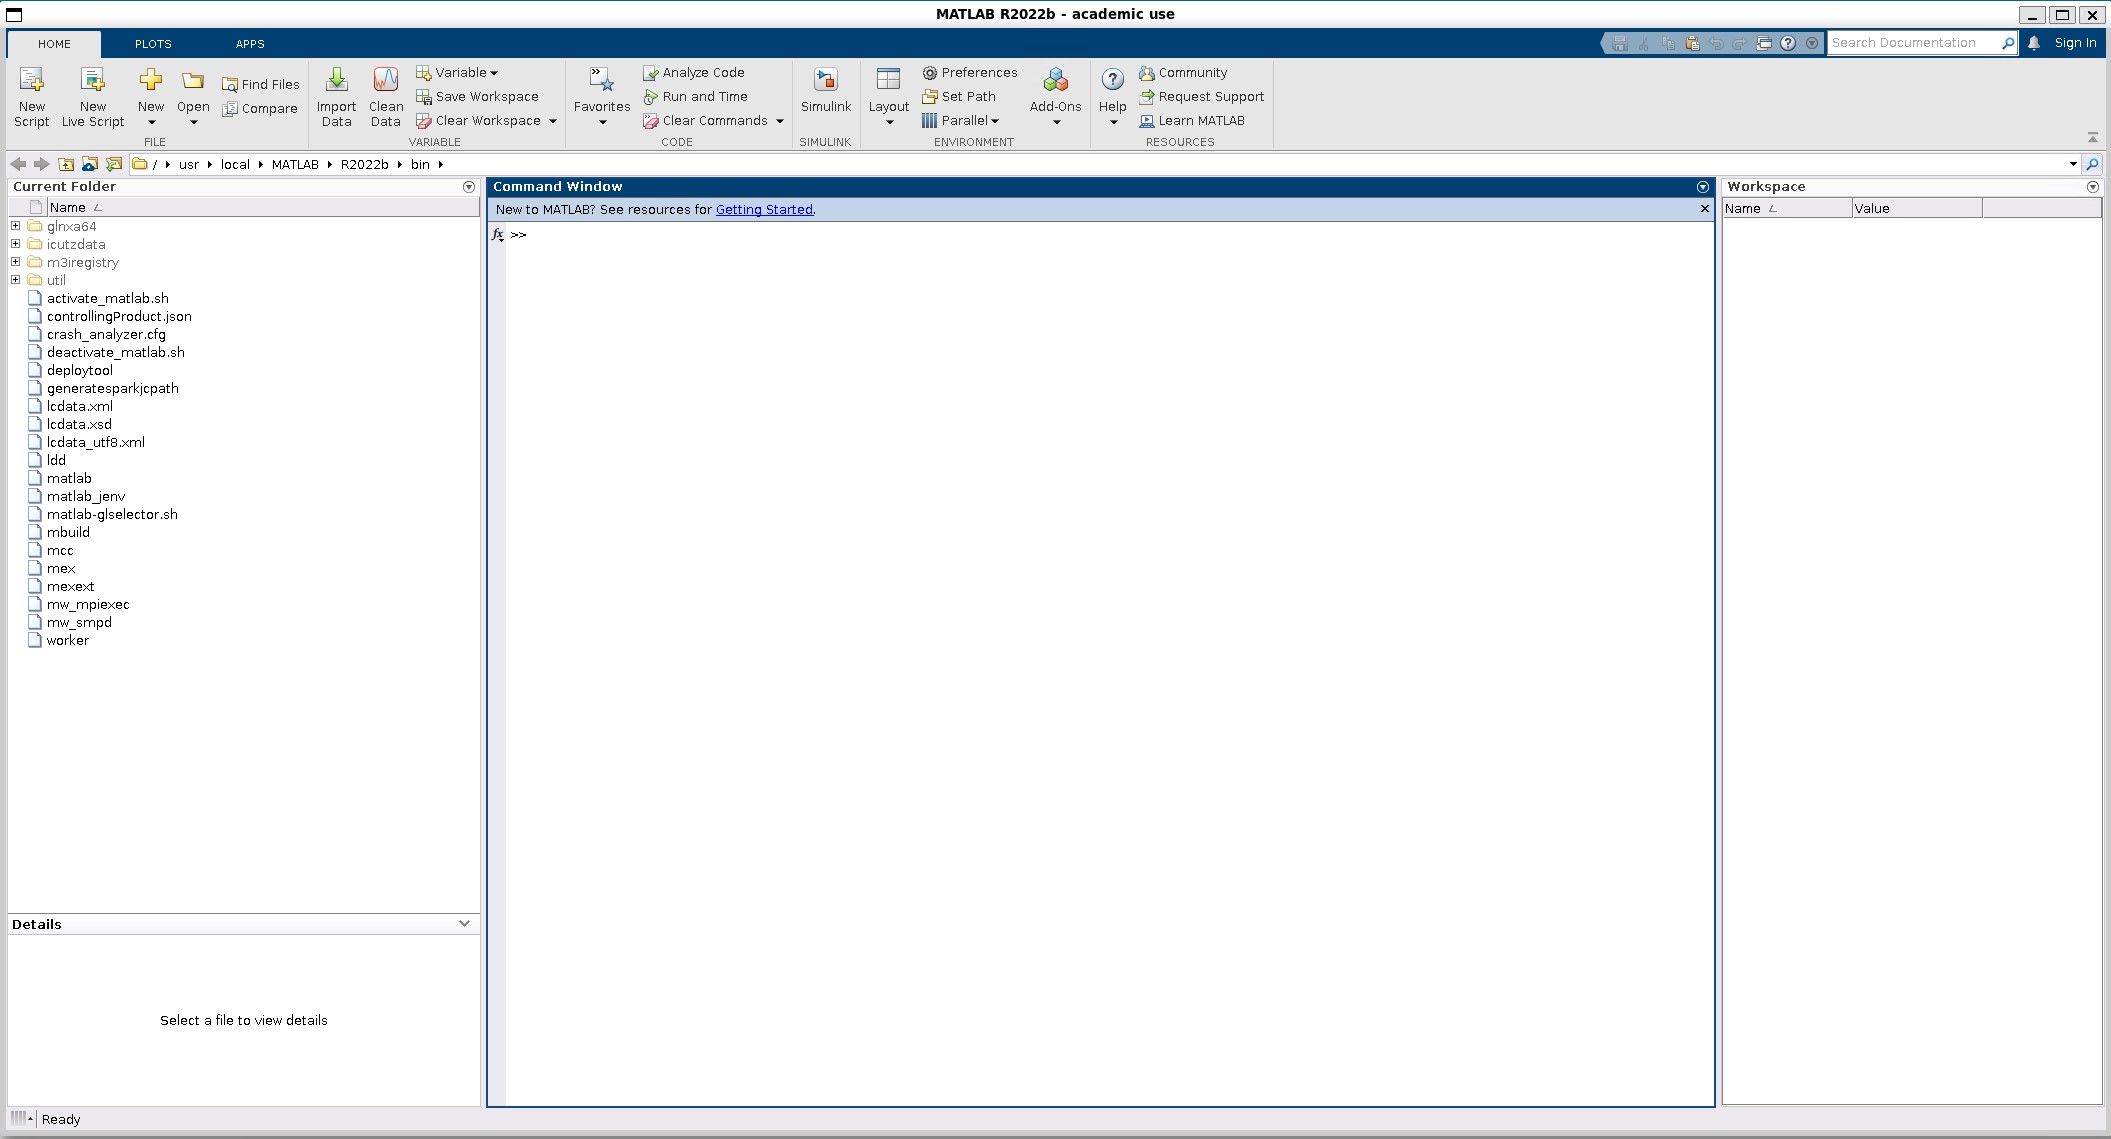 MATLAB R2022b - academic use
HOME PLOTS APPS Search Documentation Sign In
New Script
New Live Script
New
Open
Find Files
Compare
FILE
Import Data
Clean Data
Variable
Save Workspace
Clear Workspace
VARIABLE
Favorites
Analyze Code
Run and Time
Clear Commands
CODE
Simulink
SIMULINK
Layout
Preferences
Set Path
Parallel
Add-Ons
ENVIRONMENT
Help
Community
Request Support
Learn MATLAB
RESOURCES
/ usr local MATLAB R2022b bin
Current Folder
Name
glnxa64
icutzdata
m3iregistry
util
activate_matlab.sh
controllingProduct.json
crash_analyzer.cfg
deactivate_matlab.sh
deploytool
generatesparkjcpath
lcdata.xml
lcdata.xsd
lcdata_utf8.xml
ldd
matlab
matlab_jenv
matlab-glselector.sh
mbuild
mcc
mex
mexext
mw_mpiexec
mw_smpd
worker
Details
Select a file to view details
Command Window
New to MATLAB? See resources for Getting Started.
fx >>
Workspace
Name Value
Ready